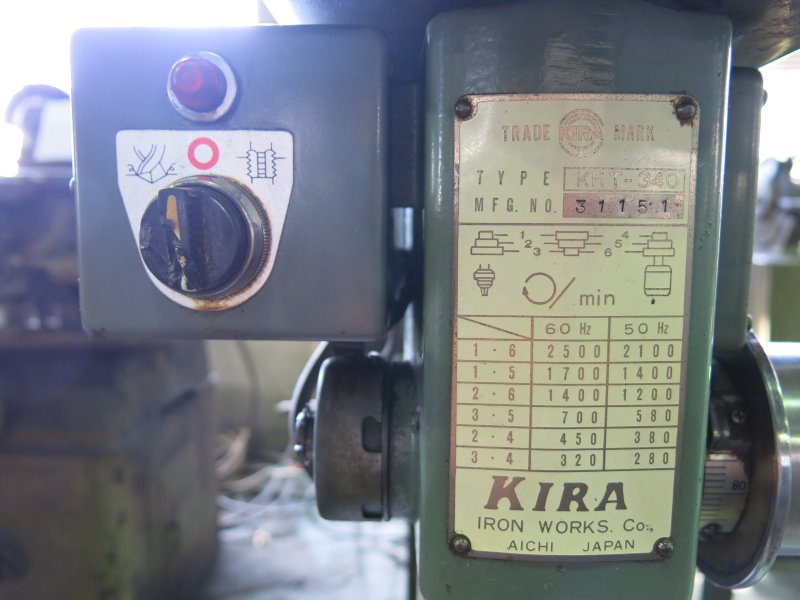 TRADE KIRA MARK
TYPE KRT-340
MFG. NO. 31151
1 2 3 4 5 6
/min
60 Hz 50 Hz
1・6 2500 2100
1・5 1700 1400
2・6 1400 1200
3・5 700 580
2・4 450 380
3・4 320 280
KIRA
IRON WORKS. Co.,
AICHI JAPAN
80